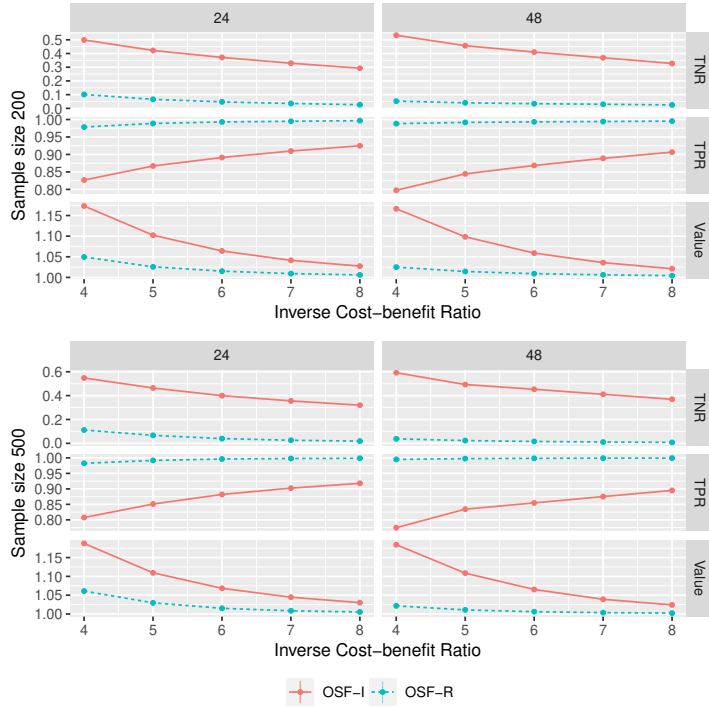 24 48
Sample size 200
0.5
0.4
0.3
0.2
0.1
0.0
TNR
1.00
0.95
0.90
0.85
0.80
TPR
1.15
1.10
1.05
1.00
Value
4 5 6 7 8 4 5 6 7 8
Inverse Cost−benefit Ratio
24 48
Sample size 500
0.6
0.4
0.2
0.0
TNR
1.00
0.95
0.90
0.85
0.80
TPR
1.15
1.10
1.05
1.00
Value
4 5 6 7 8 4 5 6 7 8
Inverse Cost−benefit Ratio
OSF−I OSF−R